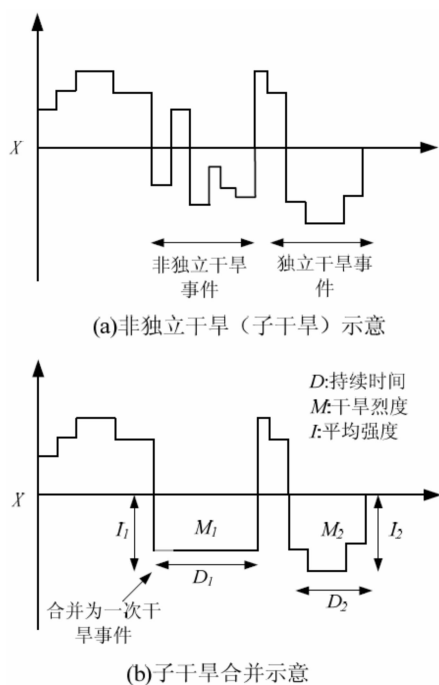 X
非独立干旱
事件
独立干旱事
件
(a)非独立干旱（子干旱）示意
D:持续时间
M:干旱烈度
I:平均强度
X
I1
M1
M2
I2
D1
D2
合并为一次干
旱事件
(b)子干旱合并示意